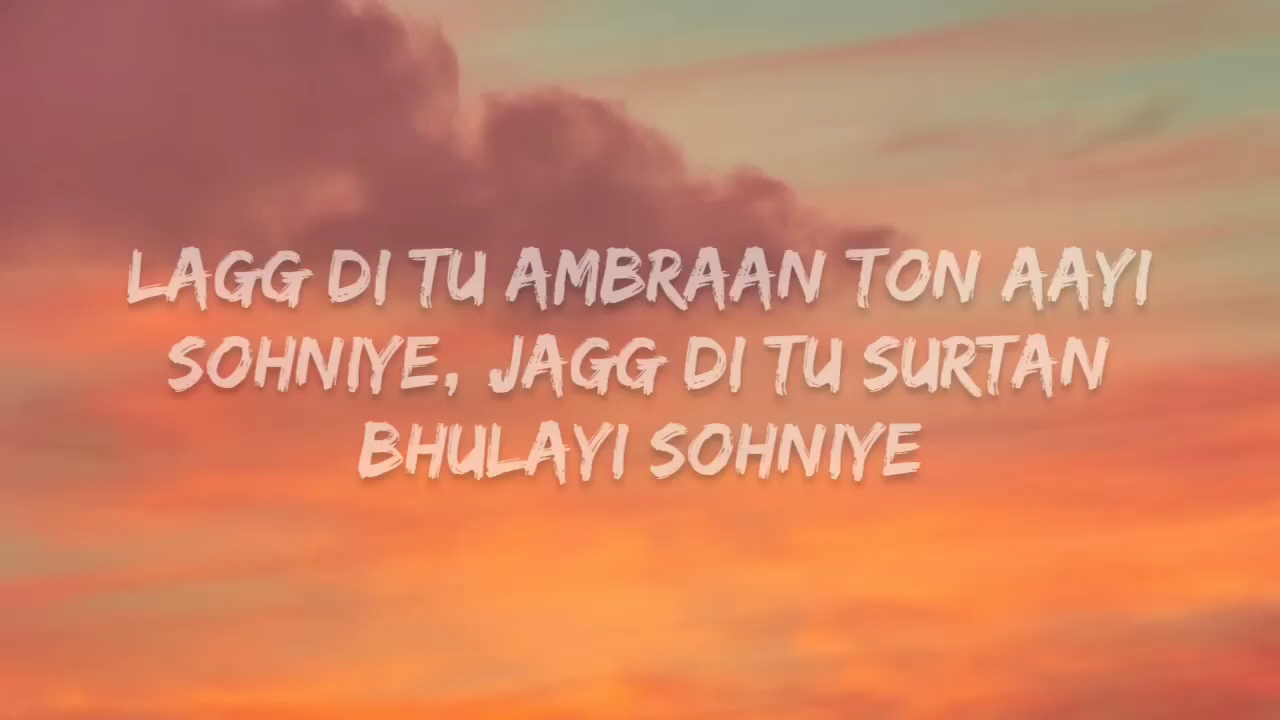 LAGG DI TU AMBRAAN TON AAYI
SOHNIYE, JAGG DI TU SURTAN
BHULAYI SOHNIYE